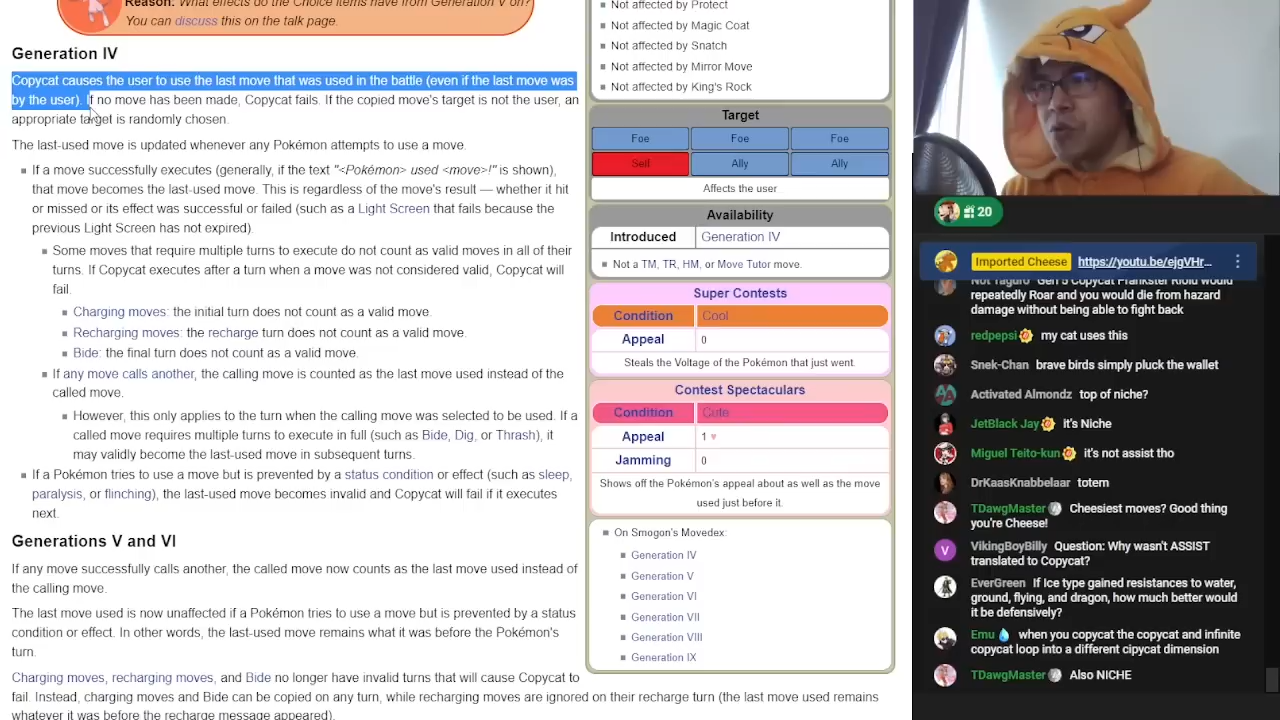 Reason: What effects do the Choice items have from Generation V on?
You can discuss this on the talk page.
Generation IV
Copycat causes the user to use the last move that was used in the battle (even if the last move was
by the user). If no move has been made, Copycat fails. If the copied move's target is not the user, an
appropriate target is randomly chosen.
The last-used move is updated whenever any Pokémon attempts to use a move.
If a move successfully executes (generally, if the text "<Pokémon> used <move>!" is shown),
that move becomes the last-used move. This is regardless of the move's result — whether it hit
or missed or its effect was successful or failed (such as a Light Screen that fails because the
previous Light Screen has not expired).
Some moves that require multiple turns to execute do not count as valid moves in all of their
turns. If Copycat executes after a turn when a move was not considered valid, Copycat will
fail.
Charging moves: the initial turn does not count as a valid move.
Recharging moves: the recharge turn does not count as a valid move.
Bide: the final turn does not count as a valid move.
If any move calls another, the calling move is counted as the last move used instead of the
called move.
However, this only applies to the turn when the calling move was selected to be used. If a
called move requires multiple turns to execute in full (such as Bide, Dig, or Thrash), it
may validly become the last-used move in subsequent turns.
If a Pokémon tries to use a move but is prevented by a status condition or effect (such as sleep,
paralysis, or flinching), the last-used move becomes invalid and Copycat will fail if it executes
next.
Generations V and VI
If any move successfully calls another, the called move now counts as the last move used instead of
the calling move.
The last move used is now unaffected if a Pokémon tries to use a move but is prevented by a status
condition or effect. In other words, the last-used move remains what it was before the Pokémon's
turn.
Charging moves, recharging moves, and Bide no longer have invalid turns that will cause Copycat to
fail. Instead, charging moves and Bide can be copied on any turn, while recharging moves are ignored on their recharge turn (the last move used remains
whatever it was before the recharge message appeared).
Not affected by Protect
Not affected by Magic Coat
Not affected by Snatch
Not affected by Mirror Move
Not affected by King's Rock
Target
Foe Foe Foe
Self Ally Ally
Affects the user
Availability
Introduced Generation IV
Not a TM, TR, HM, or Move Tutor move.
Super Contests
Condition Cool
Appeal 0
Steals the Voltage of the Pokémon that just went.
Contest Spectaculars
Condition Cute
Appeal 1 ♥
Jamming 0
Shows off the Pokémon's appeal about as well as the move
used just before it.
On Smogon's Movedex:
Generation IV
Generation V
Generation VI
Generation VII
Generation VIII
Generation IX
20
Imported Cheese https://youtu.be/ejgVHr...
Not Taguro Gen 5 Copycat Prankster Riolu would
repeatedly Roar and you would die from hazard
damage without being able to fight back
redpepsi my cat uses this
Snek-Chan brave birds simply pluck the wallet
Activated Almondz top of niche?
JetBlack Jay it's Niche
Miguel Teito-kun it's not assist tho
DrKaasKnabbelaar totem
TDawgMaster Cheesiest moves? Good thing
you're Cheese!
V VikingBoyBilly Question: Why wasn't ASSIST
translated to Copycat?
EverGreen If Ice type gained resistances to water,
ground, flying, and dragon, how much better would
it be defensively?
Emu when you copycat the copycat and infinite
copycat loop into a different cipycat dimension
TDawgMaster Also NICHE